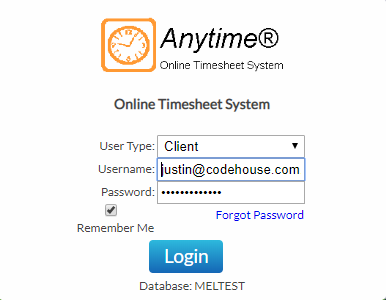 Anytime®
Online Timesheet System
Online Timesheet System
User Type: Client
Username: justin@codehouse.com
Password: •••••••••••••
Forgot Password
Remember Me
Login
Database: MELTEST